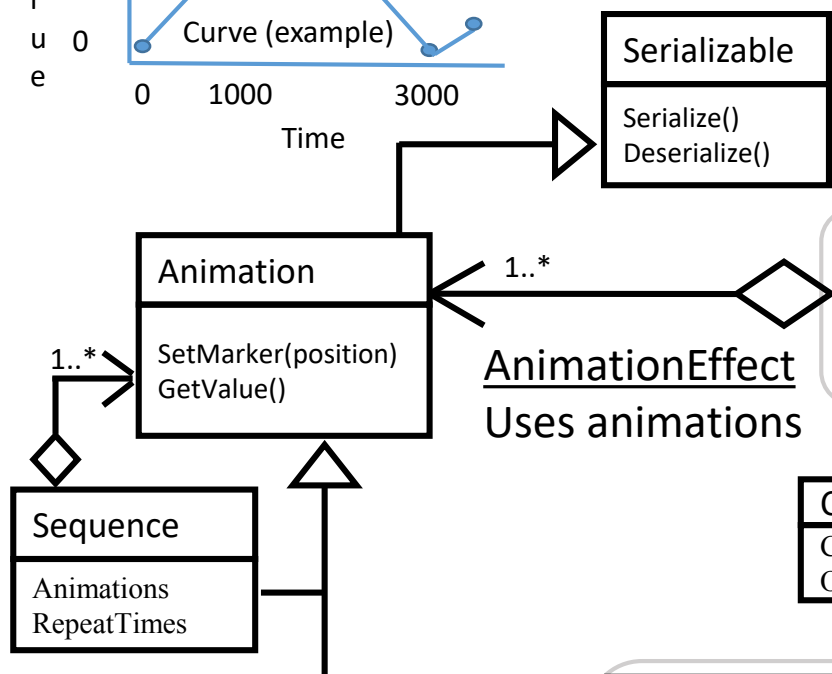 u
e
0
Curve (example)
0 1000 3000
Time
Serializable
Serialize()
Deserialize()
Animation
SetMarker(position)
GetValue()
1..*
1..*
AnimationEffect
Uses animations
Sequence
Animations
RepeatTimes